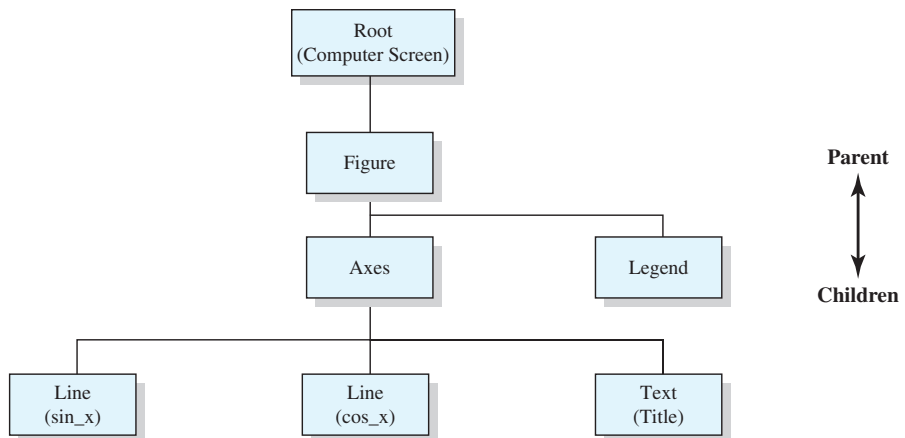 Root
(Computer Screen)
Figure
Parent
Axes
Legend
Children
Line
(sin_x)
Line
(cos_x)
Text
(Title)